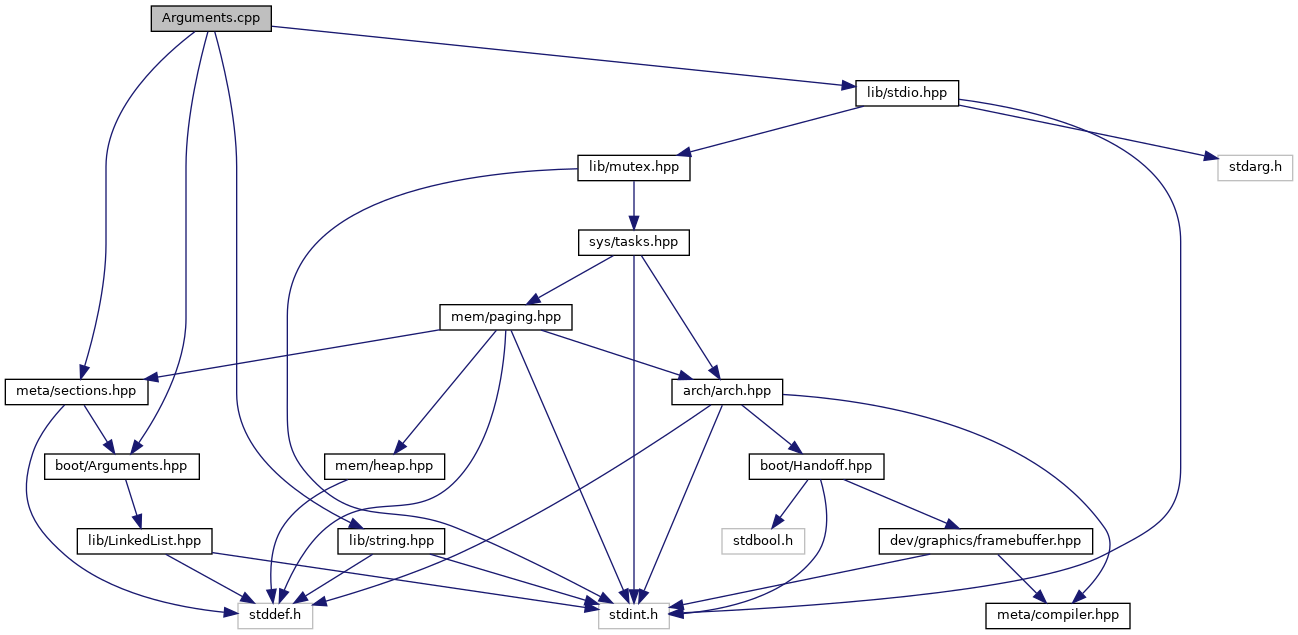 Arguments.cpp
lib/stdio.hpp
lib/mutex.hpp
stdarg.h
sys/tasks.hpp
mem/paging.hpp
meta/sections.hpp
arch/arch.hpp
boot/Arguments.hpp
mem/heap.hpp
boot/Handoff.hpp
lib/LinkedList.hpp
lib/string.hpp
stdbool.h
dev/graphics/framebuffer.hpp
stddef.h
stdint.h
meta/compiler.hpp